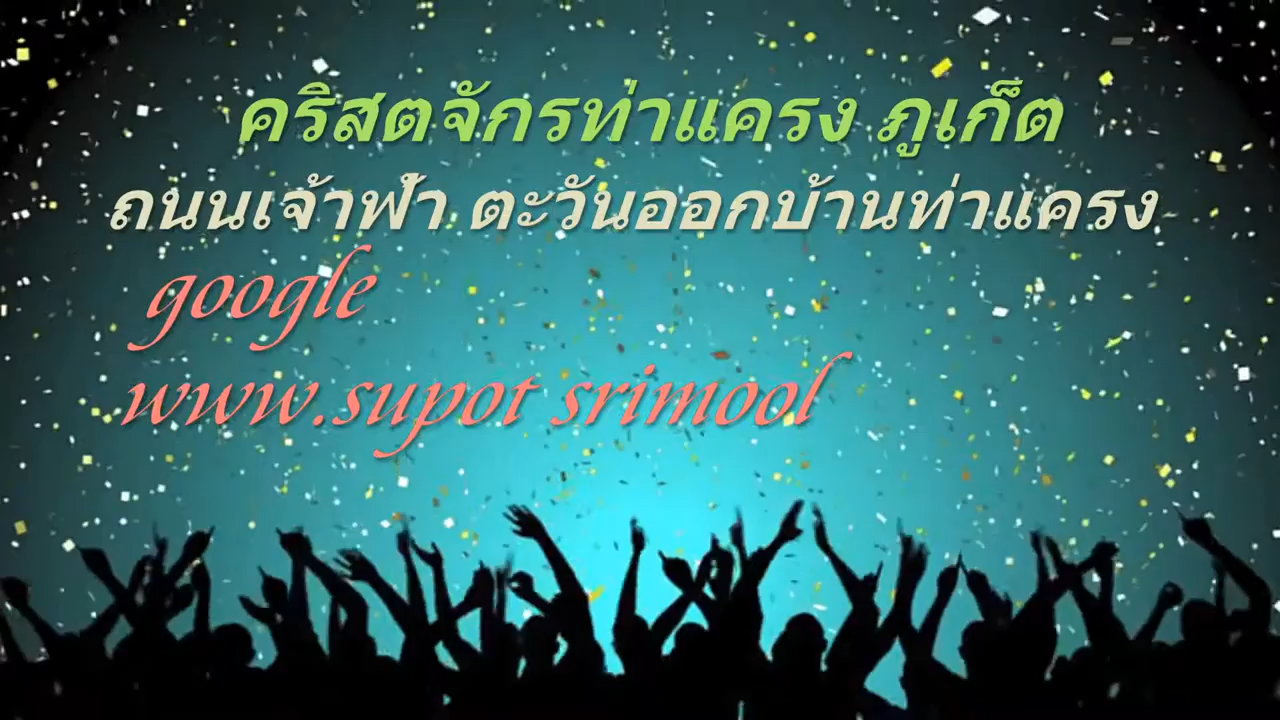 คริสตจักรท่าแครง ภูเก็ต
ถนนเจ้าฟ้า ตะวันออกบ้านท่าแครง
google
www.supot srimool